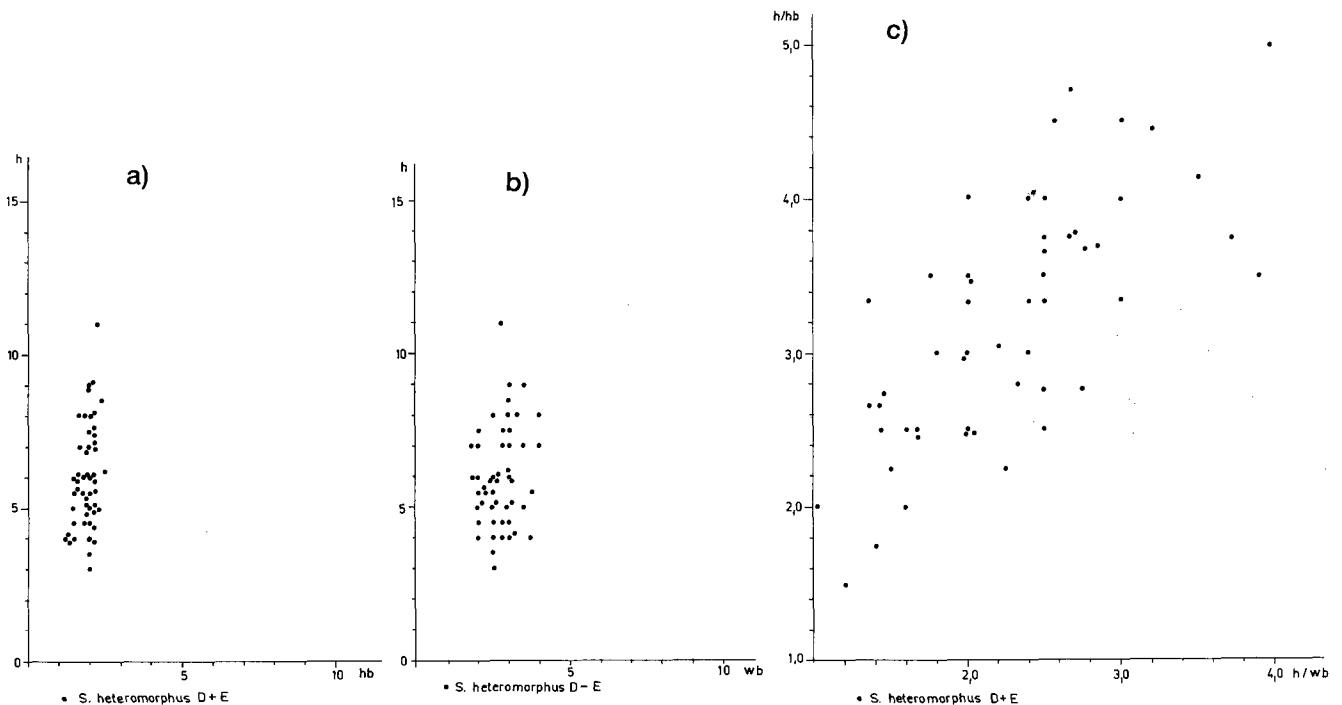 a)
h
15
10
5
0
5
10
hb
• S. heteromorphus D+E
b)
h
15
10
5
0
5
10
wb
• S. heteromorphus D-E
c)
h/hb
5,0
4,0
3,0
2,0
1,0
2,0
3,0
4,0
h/wb
• S. heteromorphus D+E